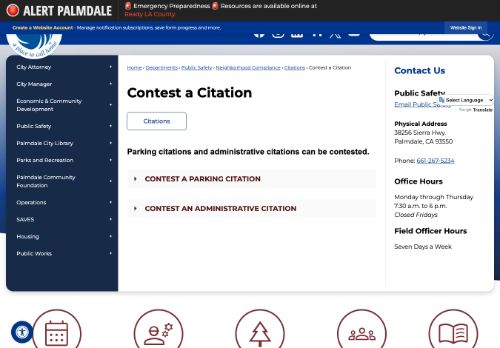 ALERT PALMDALE
🚨 Emergency Preparedness 🚨 Resources are available online at
Ready LA County.
Create a Website Account - Manage notification subscriptions, save form progress and more.
Website Sign In
a place to call home
City Attorney
City Manager
Economic & Community
Development
Public Safety
Palmdale City Library
Parks and Recreation
Palmdale Community
Foundation
Operations
SAVES
Housing
Public Works
Home › Departments › Public Safety › Neighborhood Compliance › Citations › Contest a Citation
Contest a Citation
Citations
Parking citations and administrative citations can be contested.
CONTEST A PARKING CITATION
CONTEST AN ADMINISTRATIVE CITATION
Contact Us
Public Safety
Email Public Safety
Select Language
Google Translate
Physical Address
38256 Sierra Hwy.
Palmdale, CA 93550
Phone: 661-267-5234
Office Hours
Monday through Thursday
7:30 a.m. to 6 p.m.
Closed Fridays
Field Officer Hours
Seven Days a Week